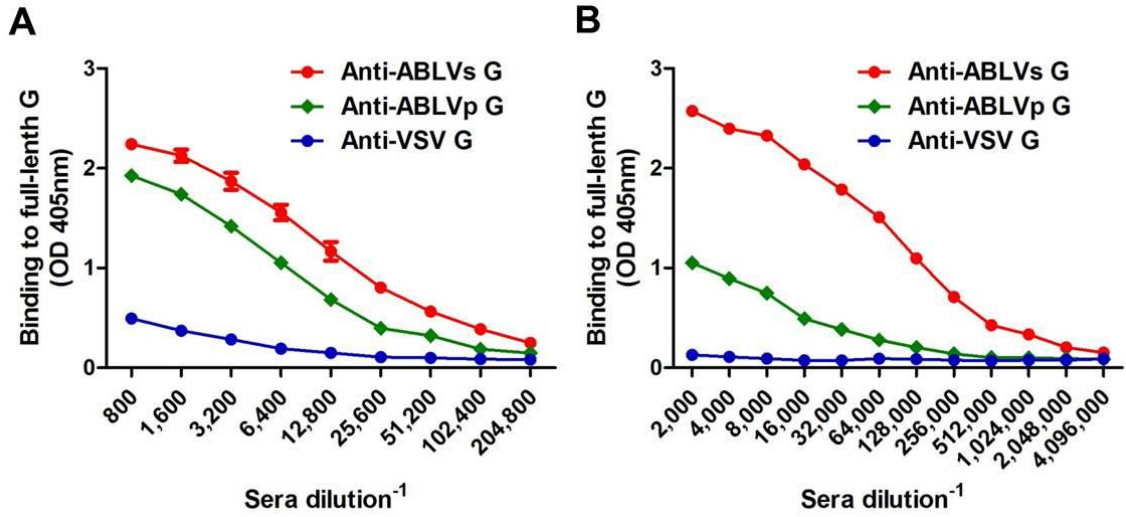 A
Binding to full-lenth G
(OD 405nm)
3
2
1
0
Anti-ABLVs G
Anti-ABLVp G
Anti-VSV G
800
1,600
3,200
6,400
12,800
25,600
51,200
102,400
204,800
Sera dilution-1
B
Binding to full-lenth G
(OD 405nm)
3
2
1
0
Anti-ABLVs G
Anti-ABLVp G
Anti-VSV G
2,000
4,000
8,000
16,000
32,000
64,000
128,000
256,000
512,000
1,024,000
2,048,000
4,096,000
Sera dilution-1